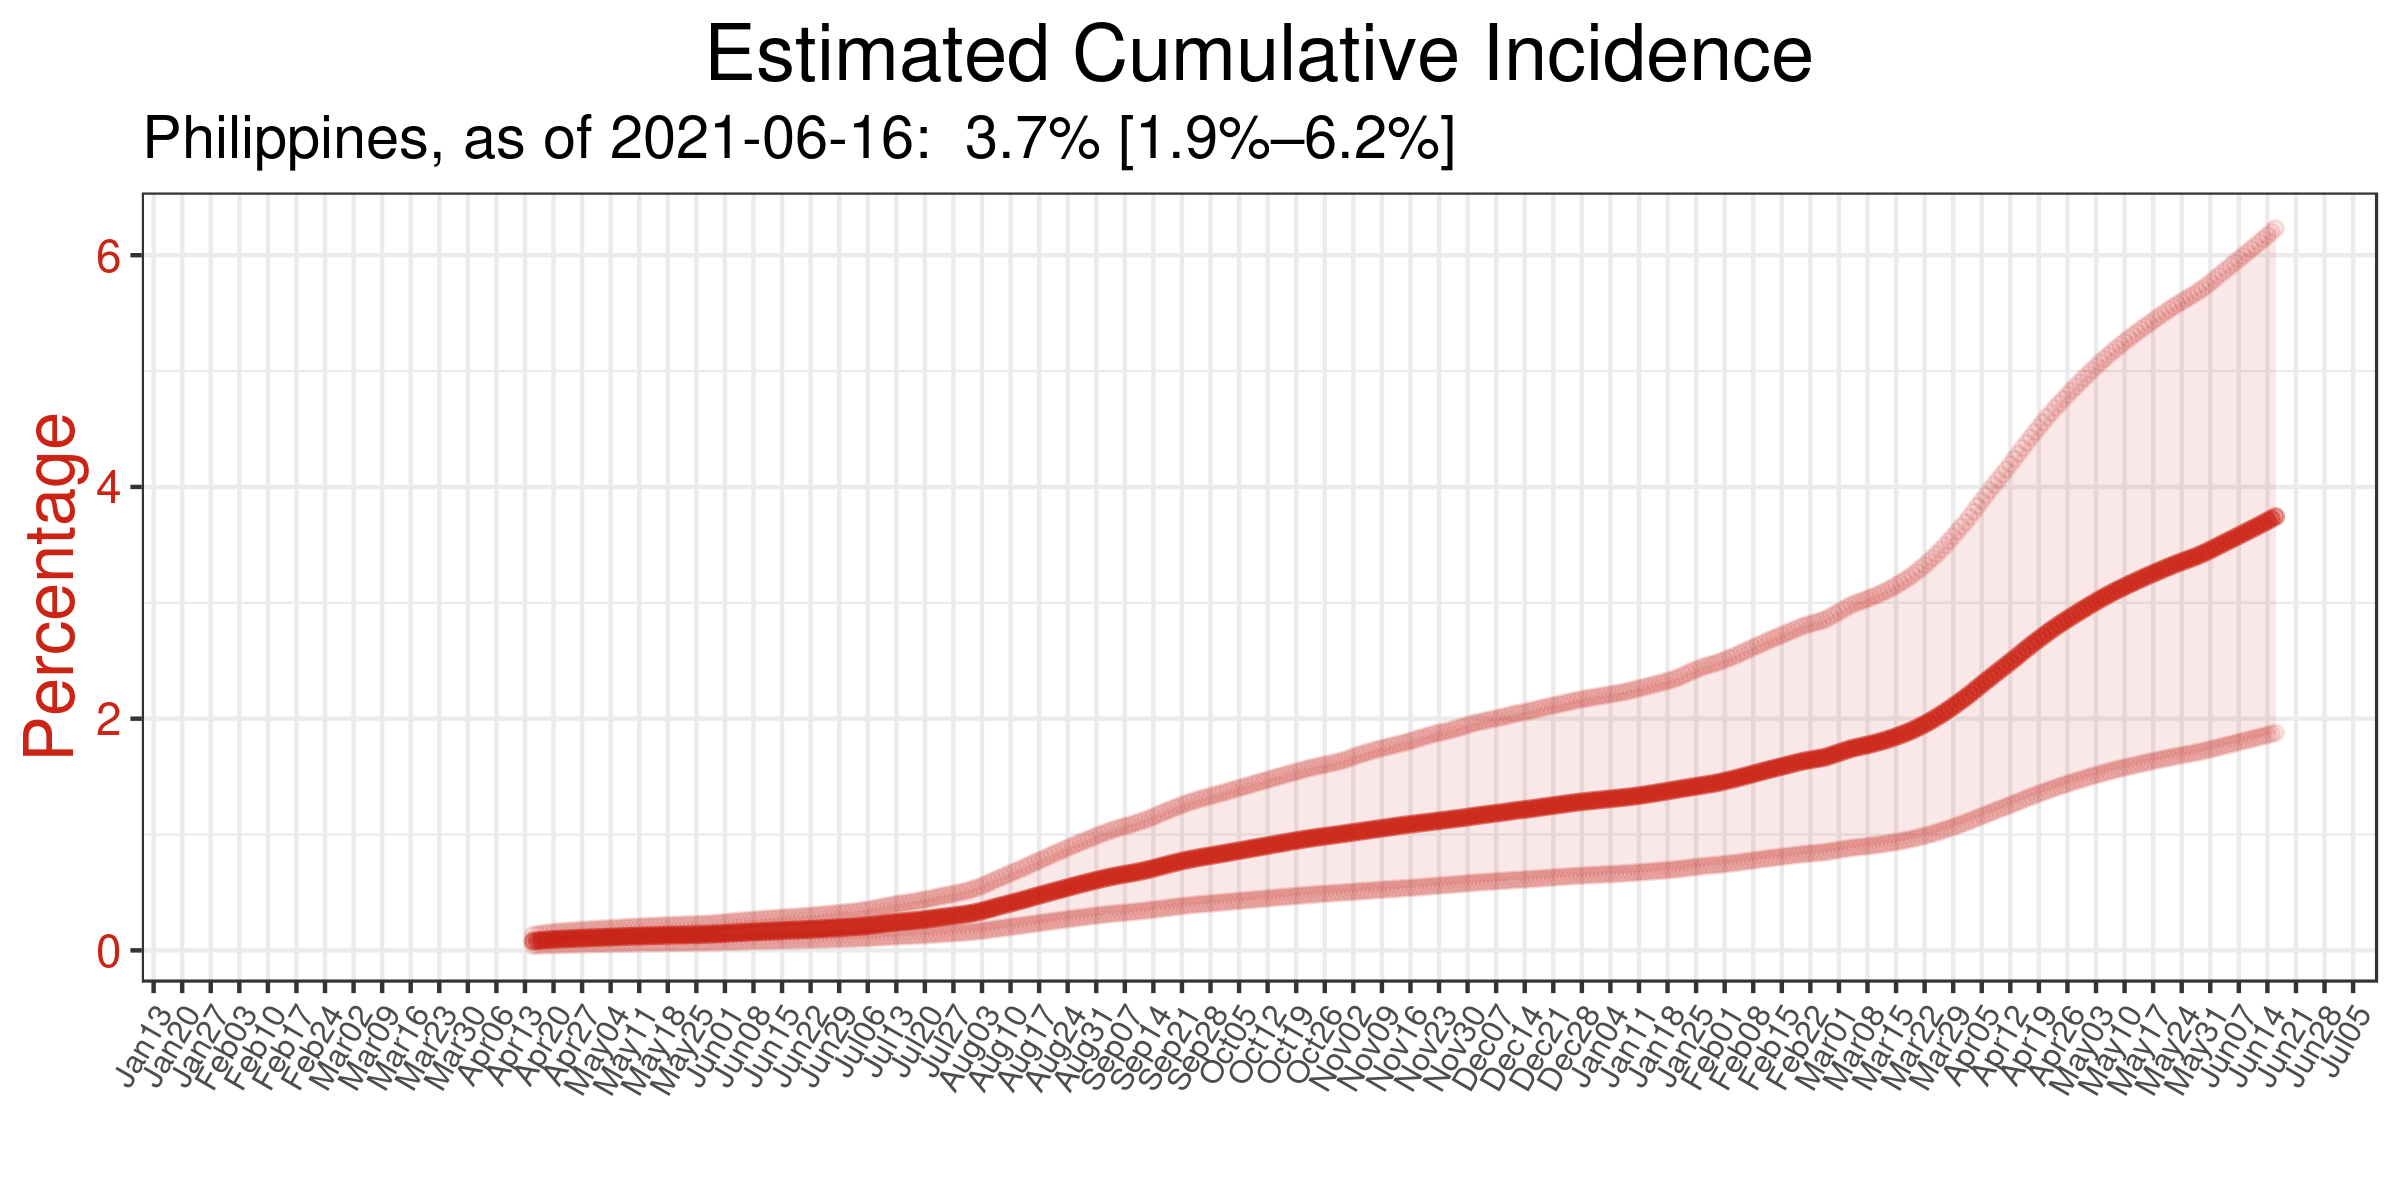 Estimated Cumulative Incidence
Philippines, as of 2021-06-16:  3.7% [1.9%–6.2%]
Percentage
6
4
2
0
Jan13
Jan20
Jan27
Feb03
Feb10
Feb17
Feb24
Mar02
Mar09
Mar16
Mar23
Mar30
Apr06
Apr13
Apr20
Apr27
May04
May11
May18
May25
Jun01
Jun08
Jun15
Jun22
Jun29
Jul06
Jul13
Jul20
Jul27
Aug03
Aug10
Aug17
Aug24
Aug31
Sep07
Sep14
Sep21
Sep28
Oct05
Oct12
Oct19
Oct26
Nov02
Nov09
Nov16
Nov23
Nov30
Dec07
Dec14
Dec21
Dec28
Jan04
Jan11
Jan18
Jan25
Feb01
Feb08
Feb15
Feb22
Mar01
Mar08
Mar15
Mar22
Mar29
Apr05
Apr12
Apr19
Apr26
May03
May10
May17
May24
May31
Jun07
Jun14
Jun21
Jun28
Jul05